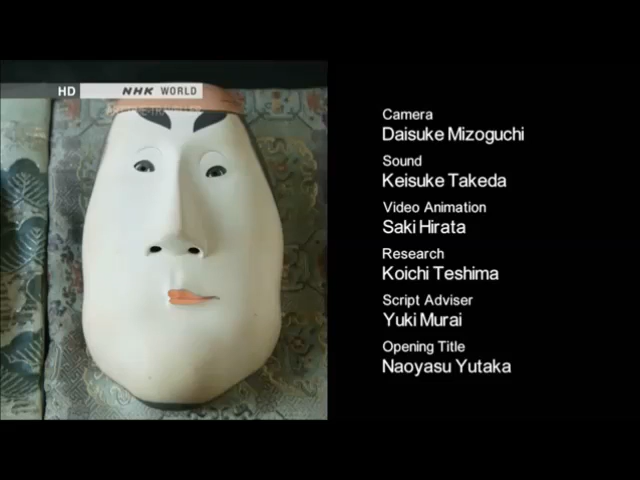 HD
NHK WORLD
Camera
Daisuke Mizoguchi
Sound
Keisuke Takeda
Video Animation
Saki Hirata
Research
Koichi Teshima
Script Adviser
Yuki Murai
Opening Title
Naoyasu Yutaka